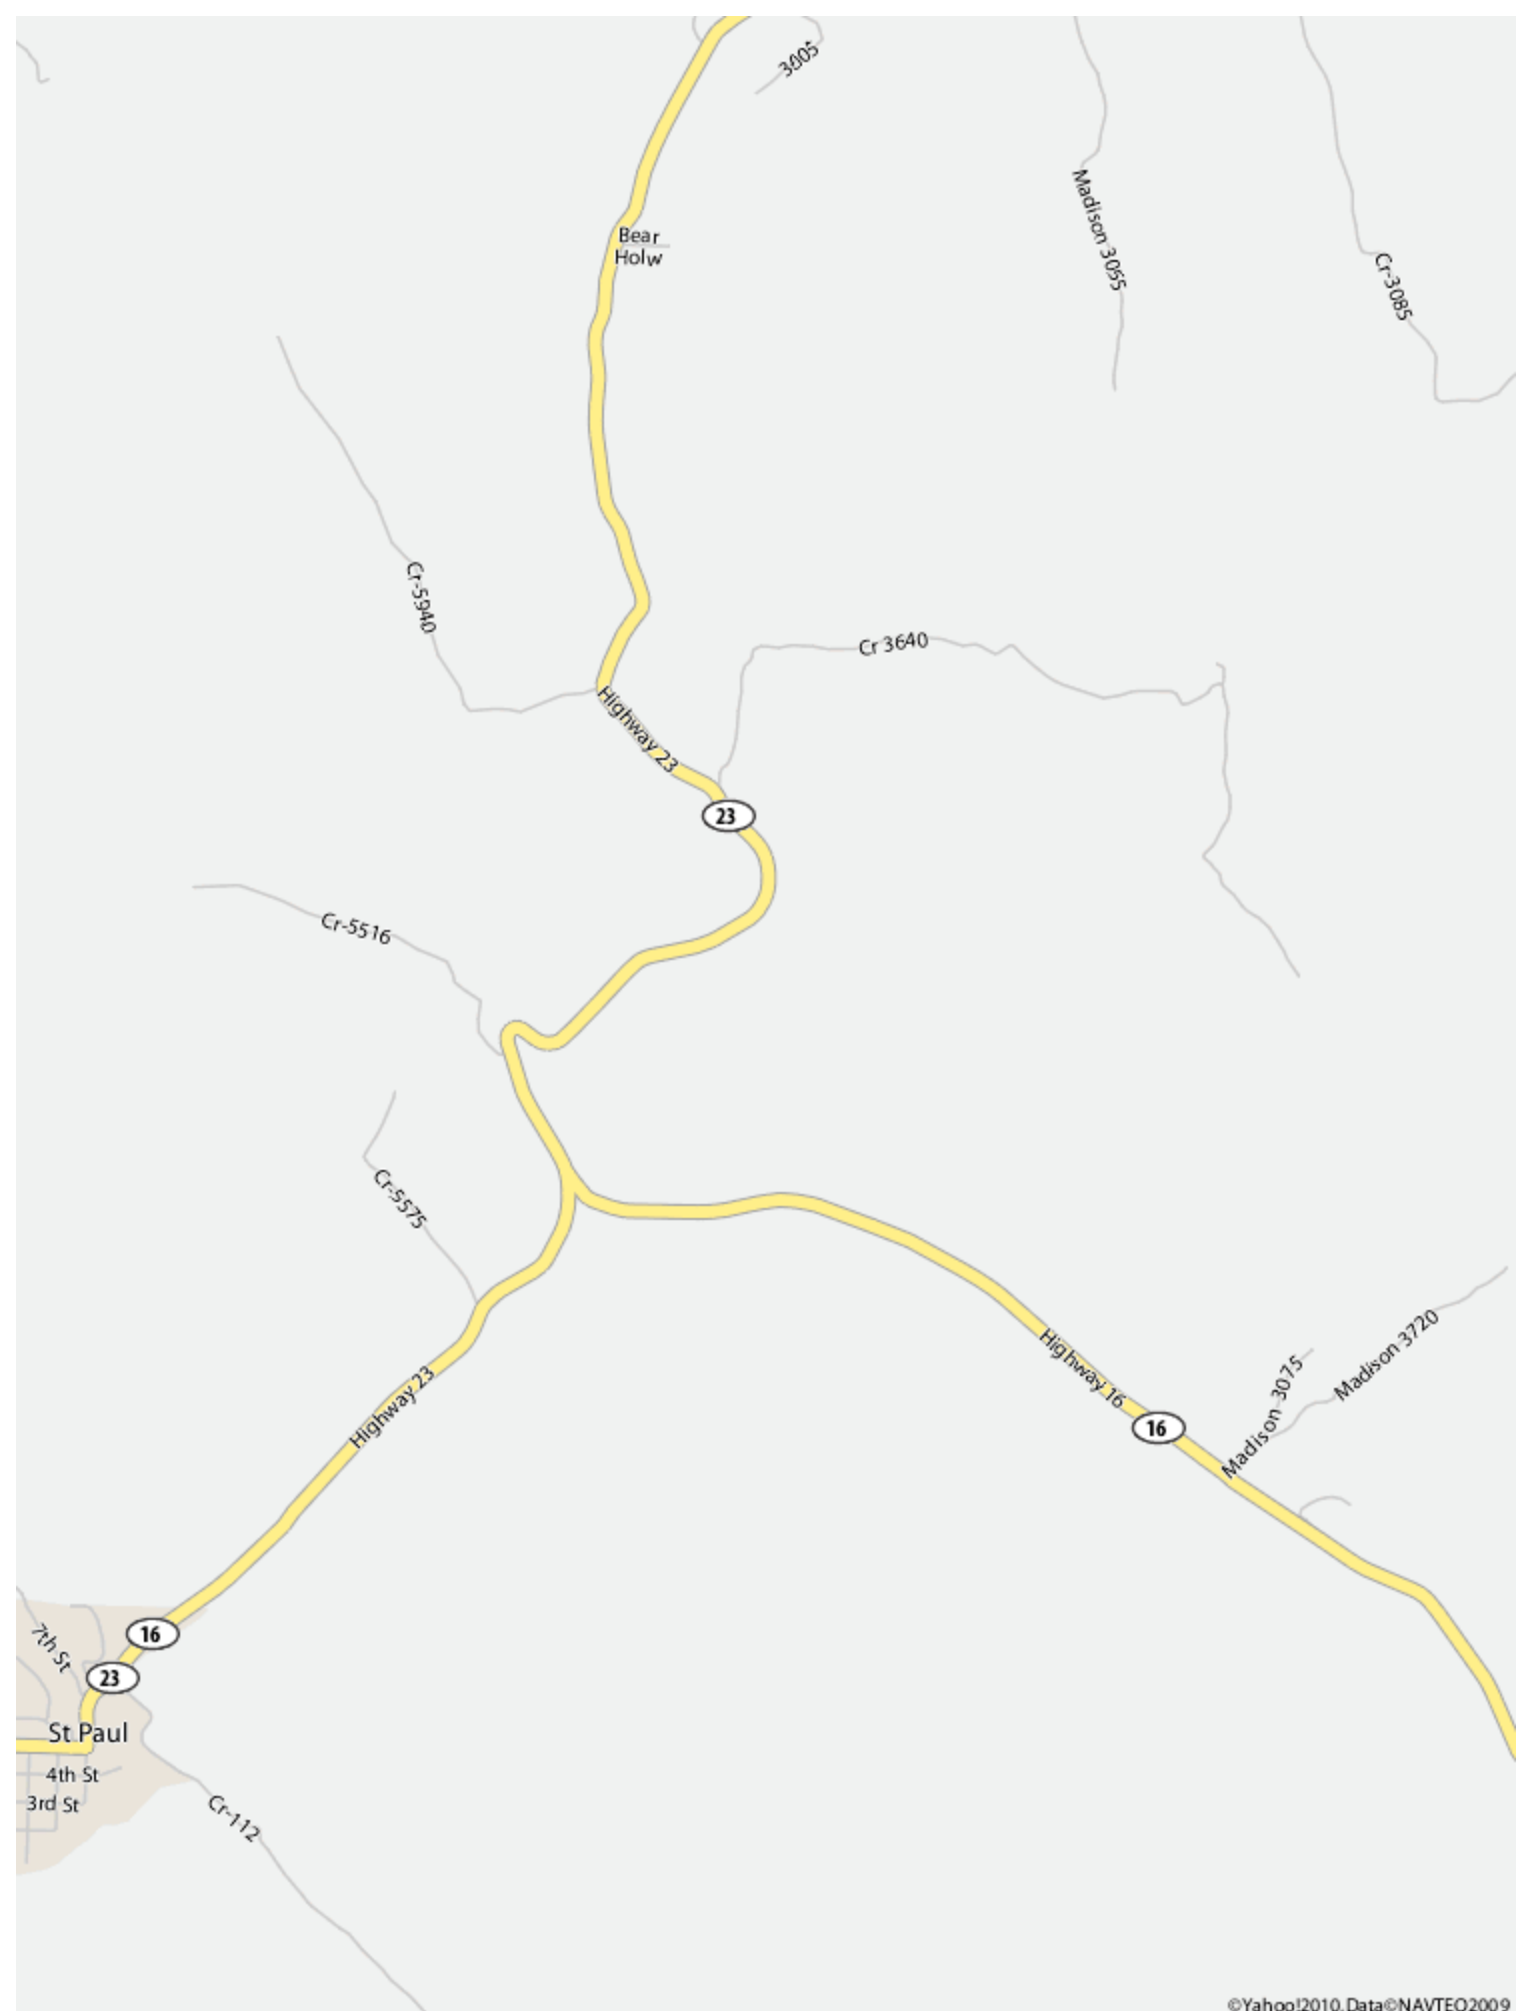 3005
Madison 3055
Bear
Holw
Cr-3085
Cr-5940
Cr 3640
Highway 23
23
Cr-5516
Cr-5575
Highway 16
Madison 3720
Madison 3075
Highway 23
16
16
7th St
23
St Paul
4th St
3rd St
Cr-112
©Yahoo!2010,Data©NAVTEQ2009